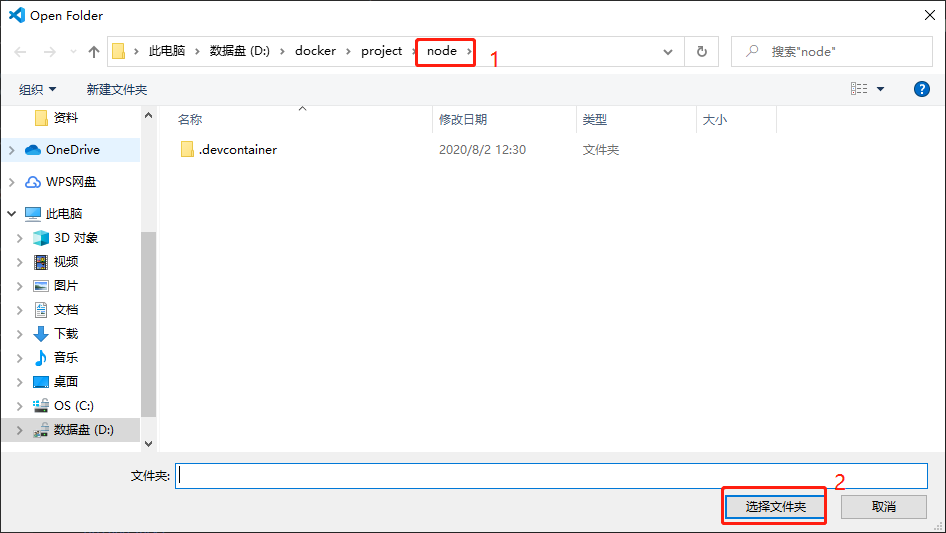 Open Folder
此电脑 数据盘 (D:) docker project node 1 搜索"node"
组织 新建文件夹
名称 修改日期 类型 大小
.devcontainer 2020/8/2 12:30 文件夹
资料
OneDrive
WPS网盘
此电脑
3D 对象
视频
图片
文档
下载
音乐
桌面
OS (C:)
数据盘 (D:)
文件夹:
2
选择文件夹 取消